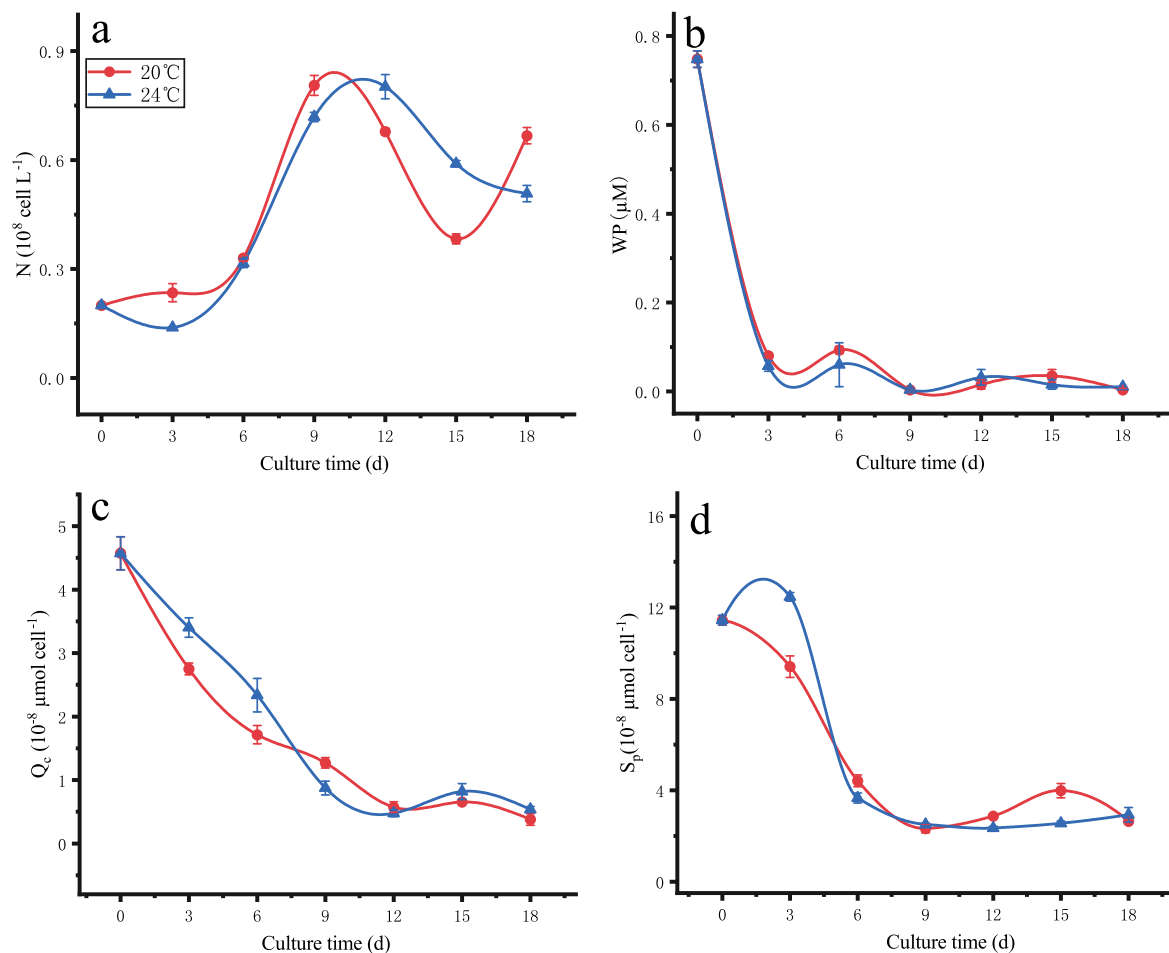 a
N (10⁸ cell L⁻¹)
0.9
0.6
0.3
0.0
20℃
24℃
0 3 6 9 12 15 18
Culture time (d)
b
WP (μM)
0.8
0.6
0.4
0.2
0.0
0 3 6 9 12 15 18
Culture time (d)
c
Q_c (10⁻⁸ μmol cell⁻¹)
5
4
3
2
1
0
0 3 6 9 12 15 18
Culture time (d)
d
S_p(10⁻⁸ μmol cell⁻¹)
16
12
8
4
0
0 3 6 9 12 15 18
Culture time (d)